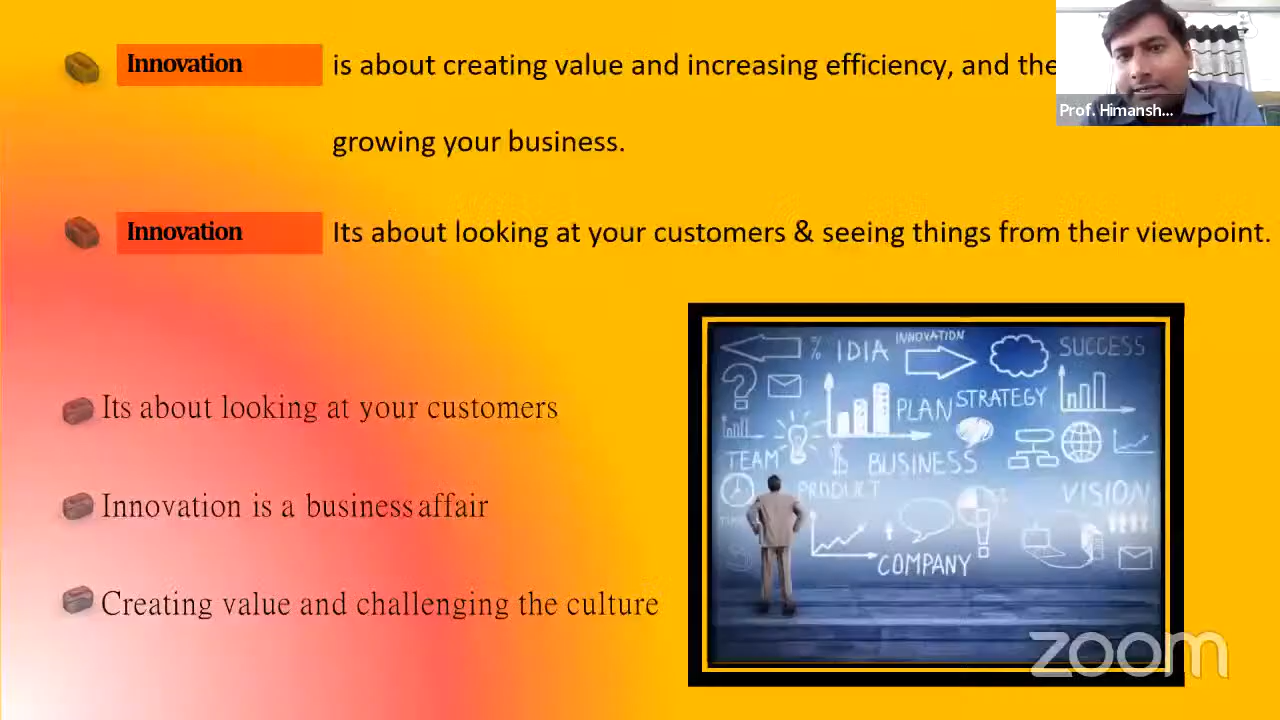 Innovation is about creating value and increasing efficiency, and the
growing your business.
Prof. Himansh...
Innovation Its about looking at your customers & seeing things from their viewpoint.
Its about looking at your customers
Innovation is a business affair
Creating value and challenging the culture
% IDIA INNOVATION SUCCESS
PLAN STRATEGY
TEAM BUSINESS
PRODUCT VISION
COMPANY
zoom